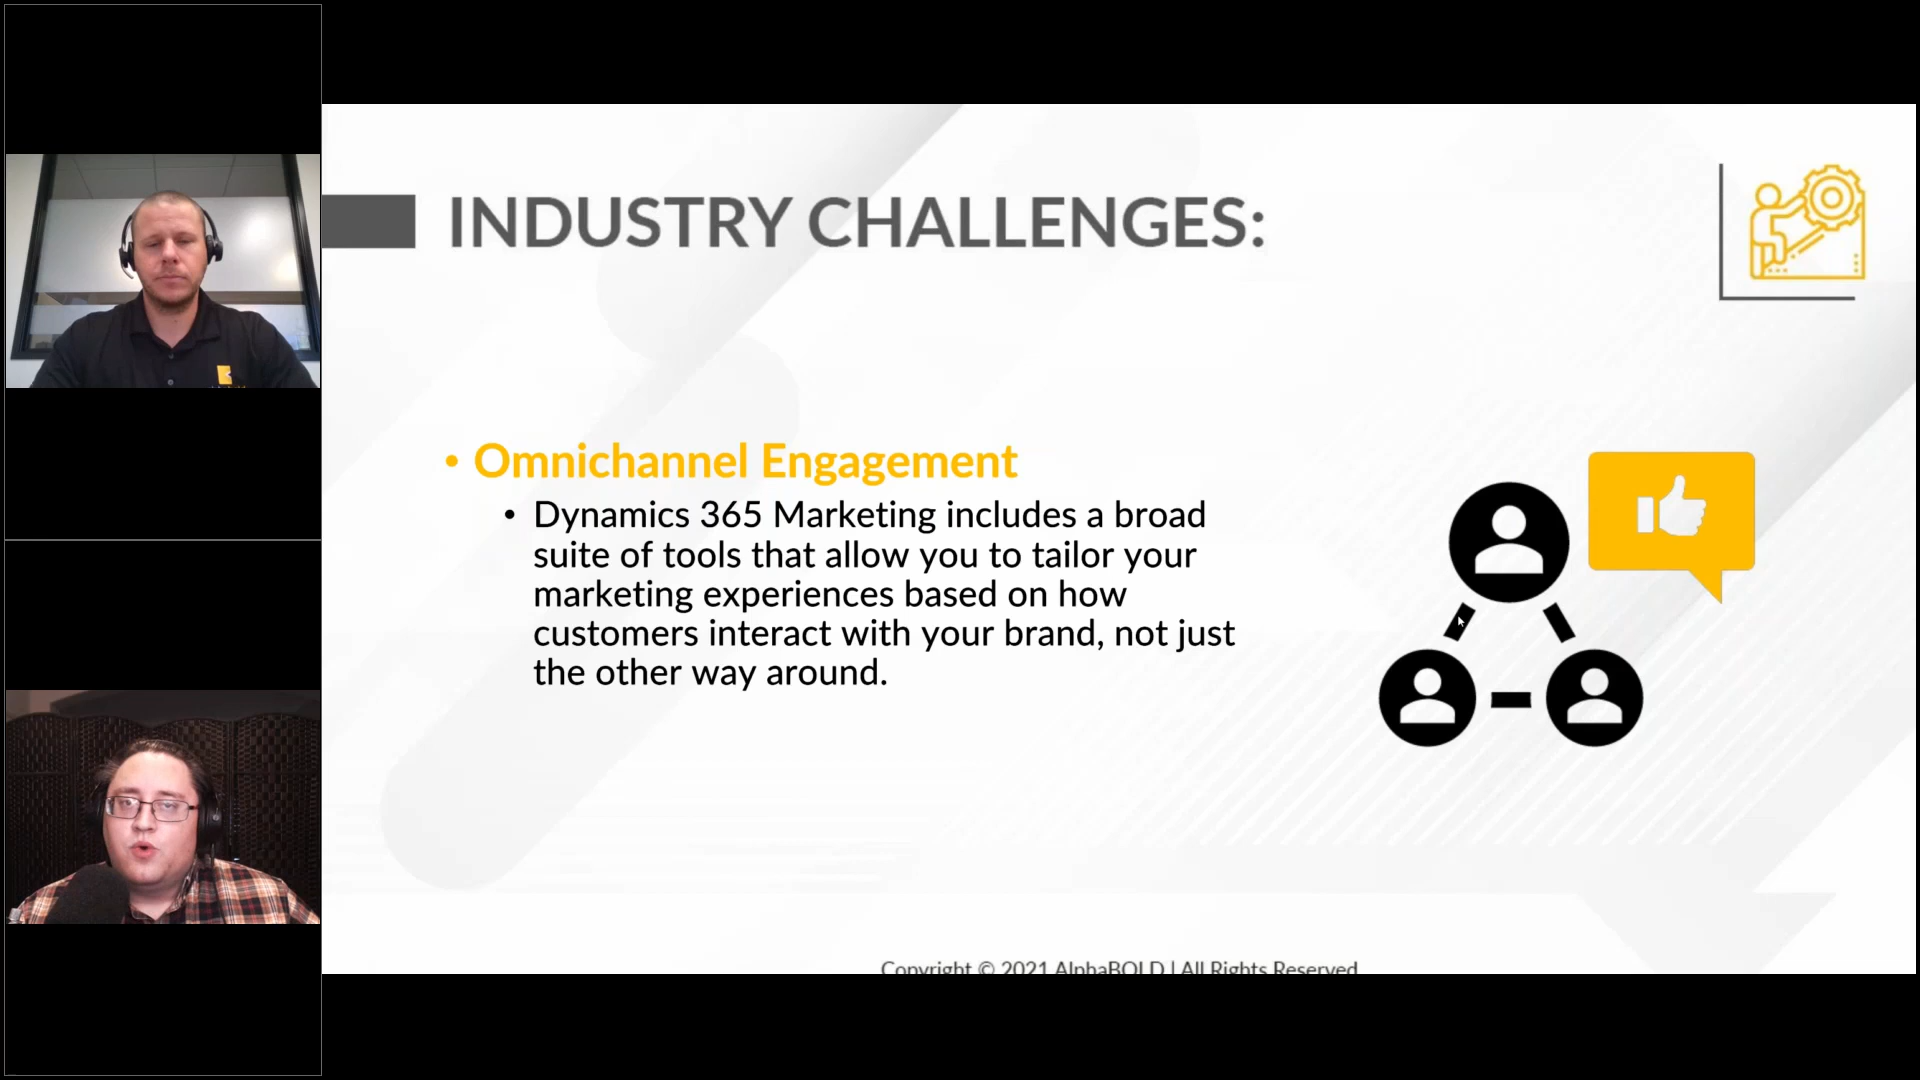 INDUSTRY CHALLENGES:
• Omnichannel Engagement
• Dynamics 365 Marketing includes a broad
suite of tools that allow you to tailor your
marketing experiences based on how
customers interact with your brand, not just
the other way around.
Copyright © 2021 AlphaBOLD | All Rights Reserved